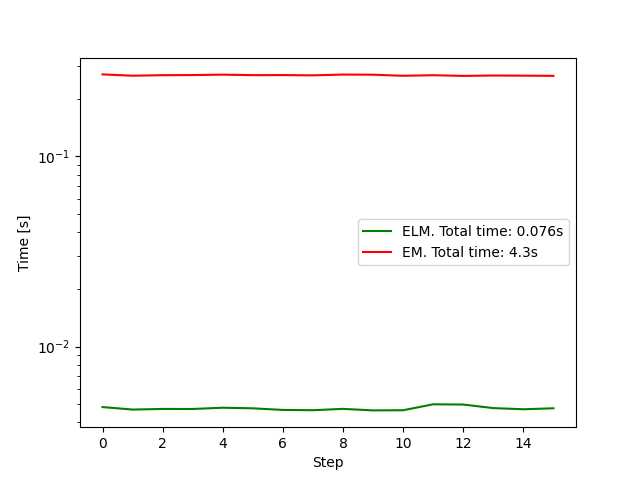 10⁻¹
10⁻²
Time [s]
ELM. Total time: 0.076s
EM. Total time: 4.3s
0 2 4 6 8 10 12 14
Step